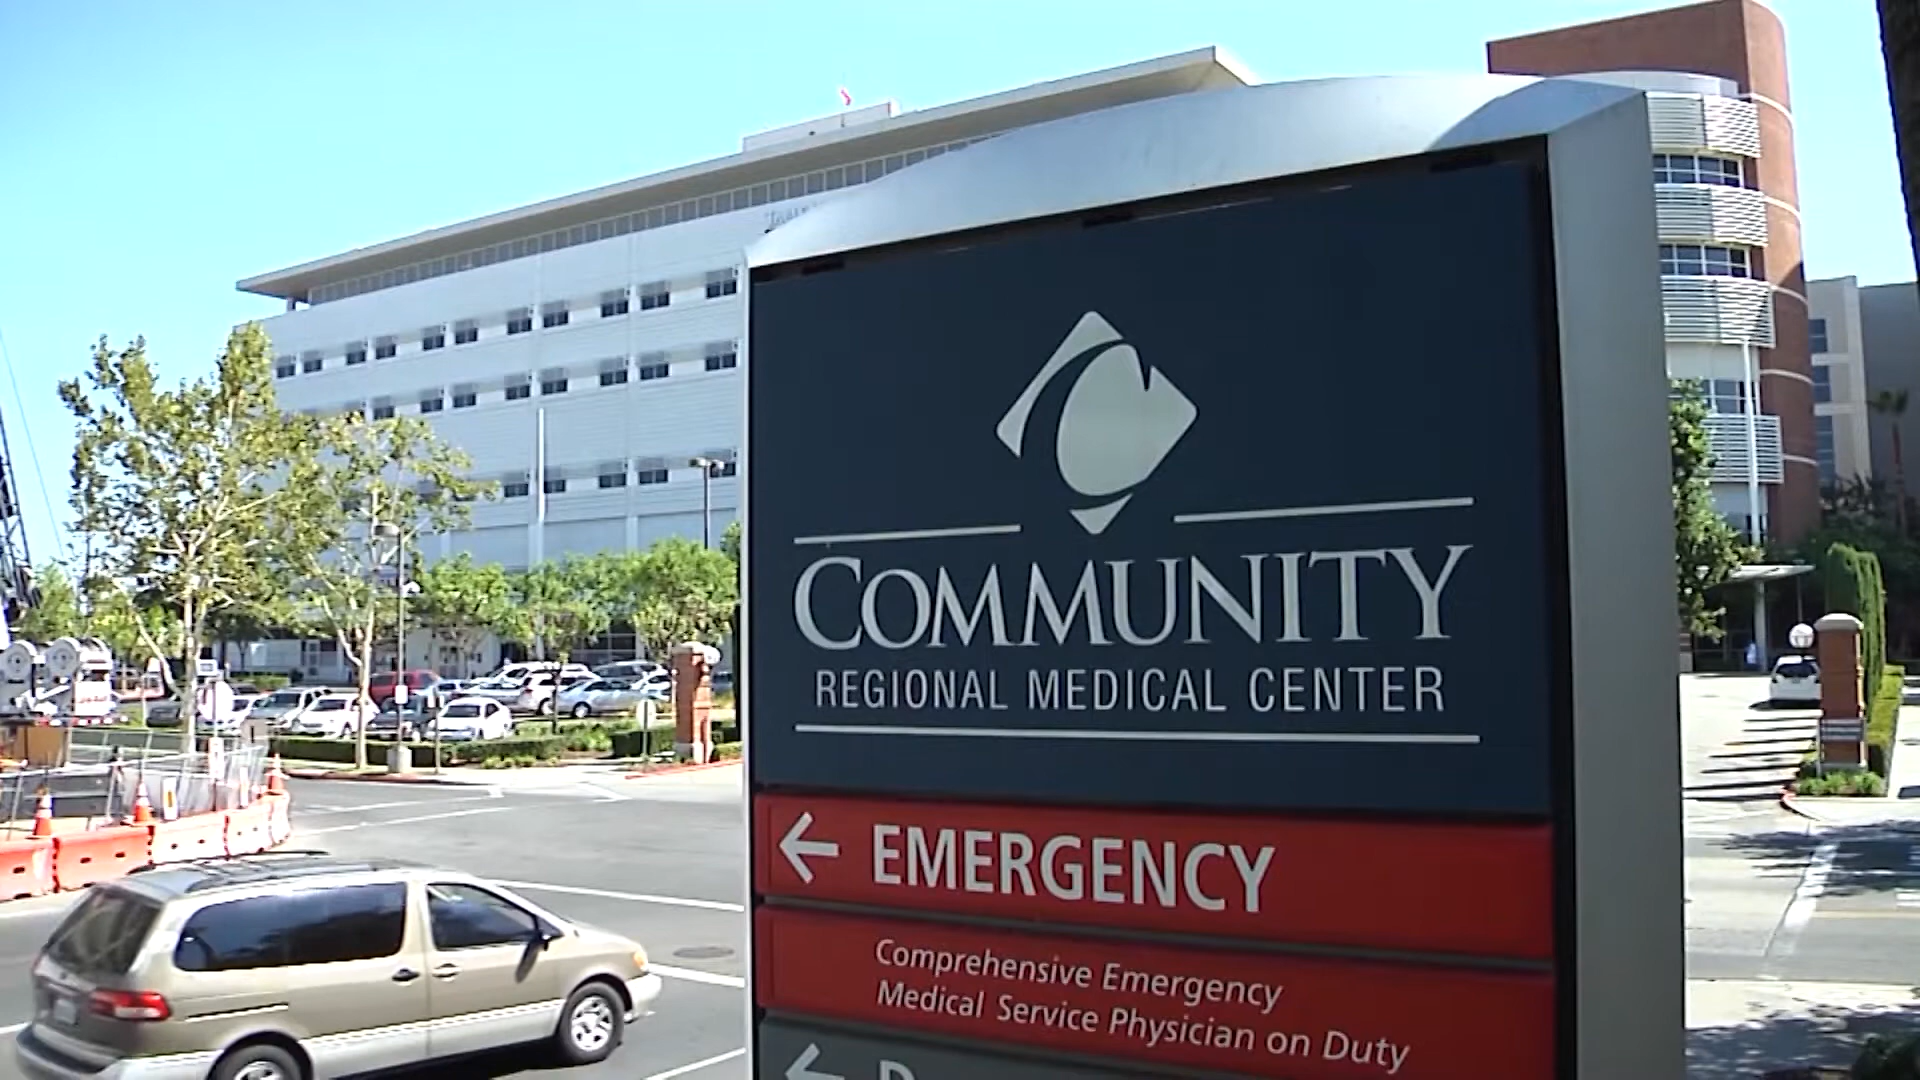 COMMUNITY
REGIONAL MEDICAL CENTER
EMERGENCY
Comprehensive Emergency
Medical Service Physician on Duty